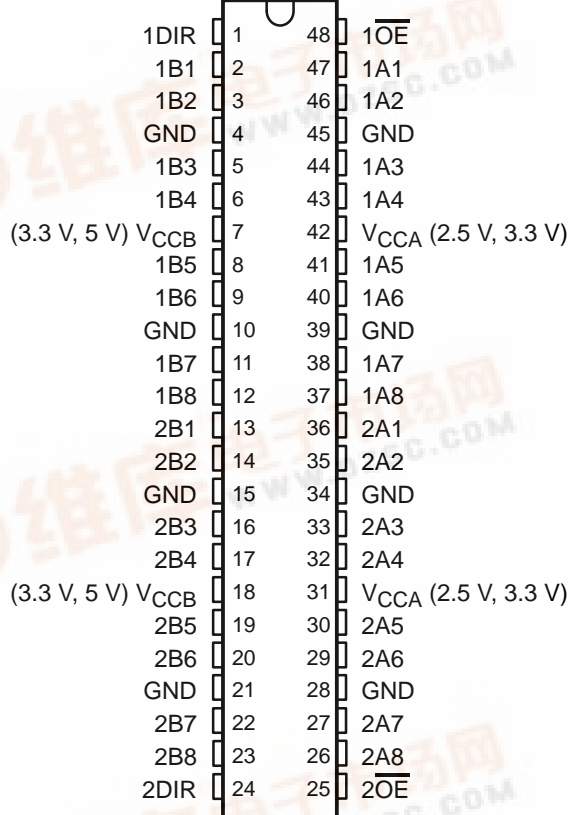 1DIR 1 48 1O̅E̅
1B1 2 47 1A1
1B2 3 46 1A2
GND 4 45 GND
1B3 5 44 1A3
1B4 6 43 1A4
(3.3 V, 5 V) VCCB 7 42 VCCA (2.5 V, 3.3 V)
1B5 8 41 1A5
1B6 9 40 1A6
GND 10 39 GND
1B7 11 38 1A7
1B8 12 37 1A8
2B1 13 36 2A1
2B2 14 35 2A2
GND 15 34 GND
2B3 16 33 2A3
2B4 17 32 2A4
(3.3 V, 5 V) VCCB 18 31 VCCA (2.5 V, 3.3 V)
2B5 19 30 2A5
2B6 20 29 2A6
GND 21 28 GND
2B7 22 27 2A7
2B8 23 26 2A8
2DIR 24 25 2O̅E̅